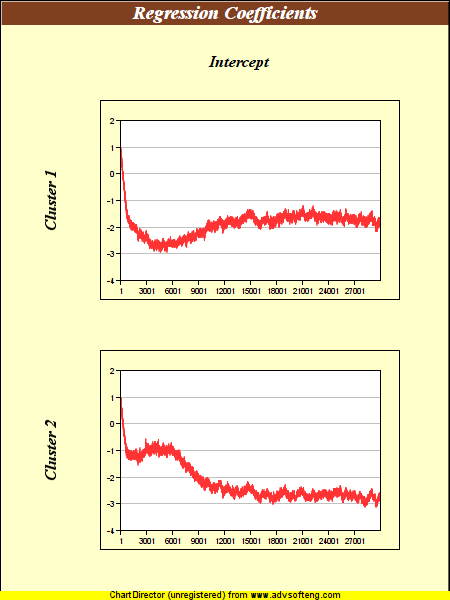 Regression Coefficients
Intercept
Cluster 1
2
1
0
-1
-2
-3
-4
1 3001 6001 9001 12001 15001 18001 21001 24001 27001
Cluster 2
2
1
0
-1
-2
-3
-4
1 3001 6001 9001 12001 15001 18001 21001 24001 27001
ChartDirector (unregistered) from www.advsofteng.com